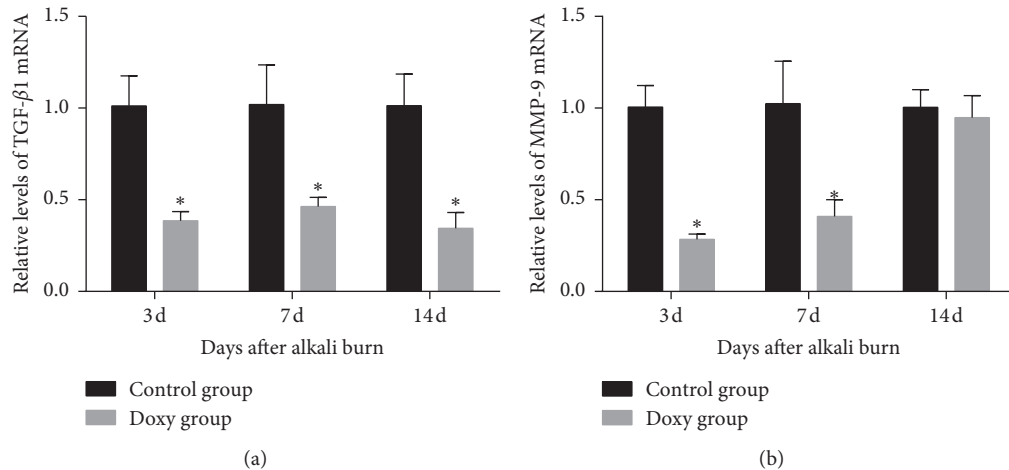 Relative levels of TGF-β1 mRNA
1.5
1.0
0.5
0.0
*
*
*
3 d
7 d
14 d
Days after alkali burn
Control group
Doxy group
(a)
Relative levels of MMP-9 mRNA
1.5
1.0
0.5
0.0
*
*
3 d
7 d
14 d
Days after alkali burn
Control group
Doxy group
(b)